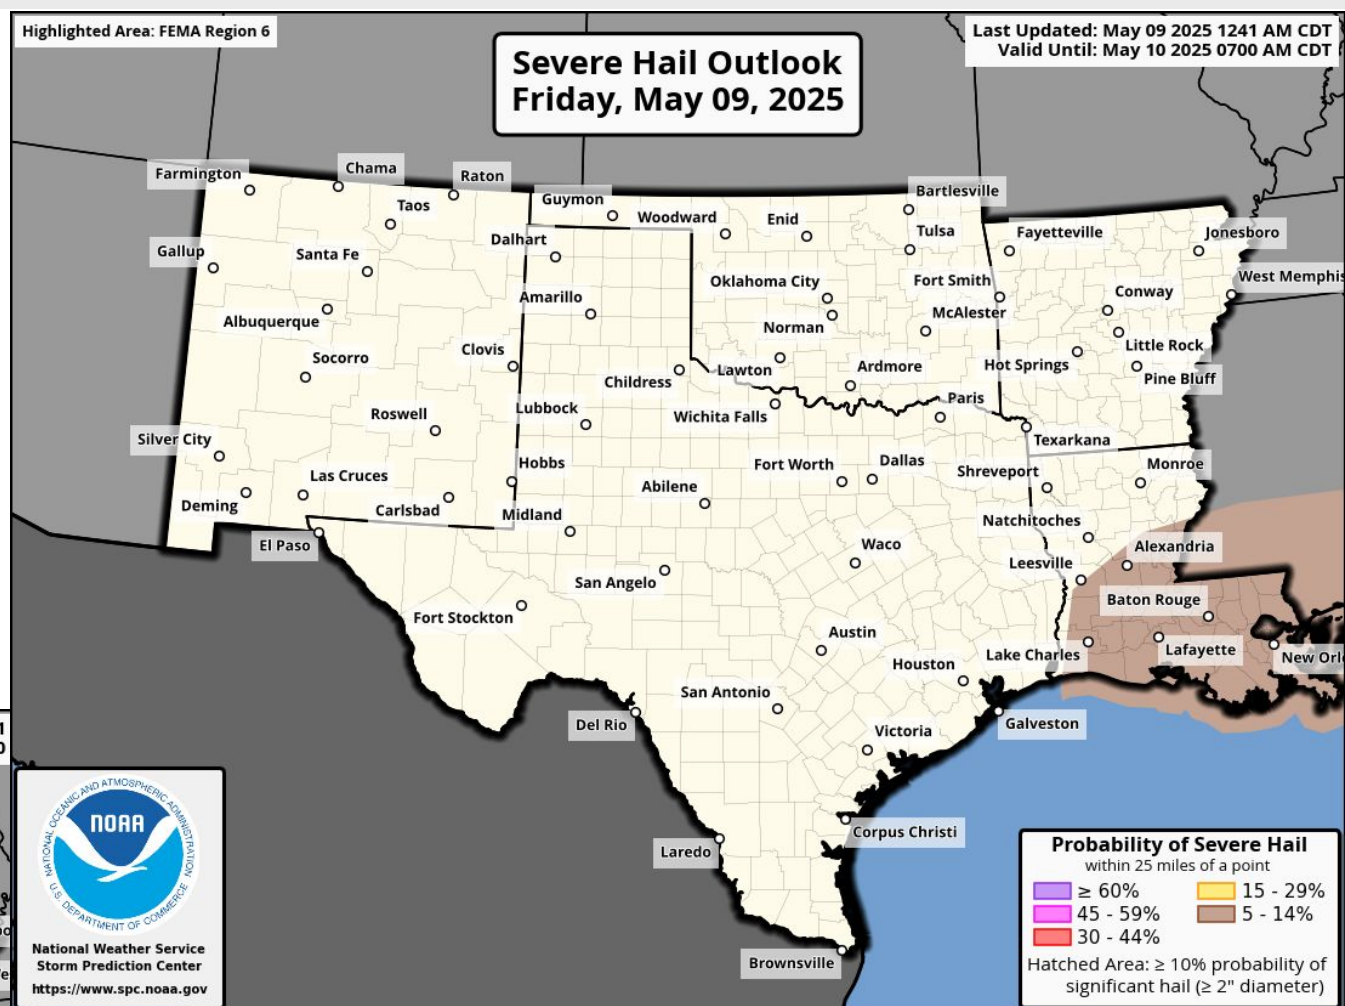 Highlighted Area: FEMA Region 6
Last Updated: May 09 2025 1241 AM CDT
Valid Until: May 10 2025 0700 AM CDT
Severe Hail Outlook
Friday, May 09, 2025
Farmington
Chama
Raton
Taos
Guymon
Woodward
Enid
Bartlesville
Tulsa
Fayetteville
Jonesboro
Gallup
Santa Fe
Dalhart
Oklahoma City
Fort Smith
West Memphis
Albuquerque
Amarillo
Norman
McAlester
Conway
Socorro
Clovis
Childress
Lawton
Ardmore
Hot Springs
Little Rock
Pine Bluff
Roswell
Lubbock
Wichita Falls
Paris
Silver City
Texarkana
Las Cruces
Hobbs
Fort Worth
Dallas
Shreveport
Monroe
Deming
Carlsbad
Midland
Abilene
Natchitoches
El Paso
Waco
Alexandria
San Angelo
Leesville
Fort Stockton
Baton Rouge
Austin
Lake Charles
Lafayette
New Orl
Houston
San Antonio
Del Rio
Galveston
Victoria
Corpus Christi
Laredo
Brownsville
NATIONAL OCEANIC AND ATMOSPHERIC ADMINISTRATION
NOAA
U.S. DEPARTMENT OF COMMERCE
National Weather Service
Storm Prediction Center
https://www.spc.noaa.gov
Probability of Severe Hail
within 25 miles of a point
≥ 60%
15 - 29%
45 - 59%
5 - 14%
30 - 44%
Hatched Area: ≥ 10% probability of
significant hail (≥ 2" diameter)